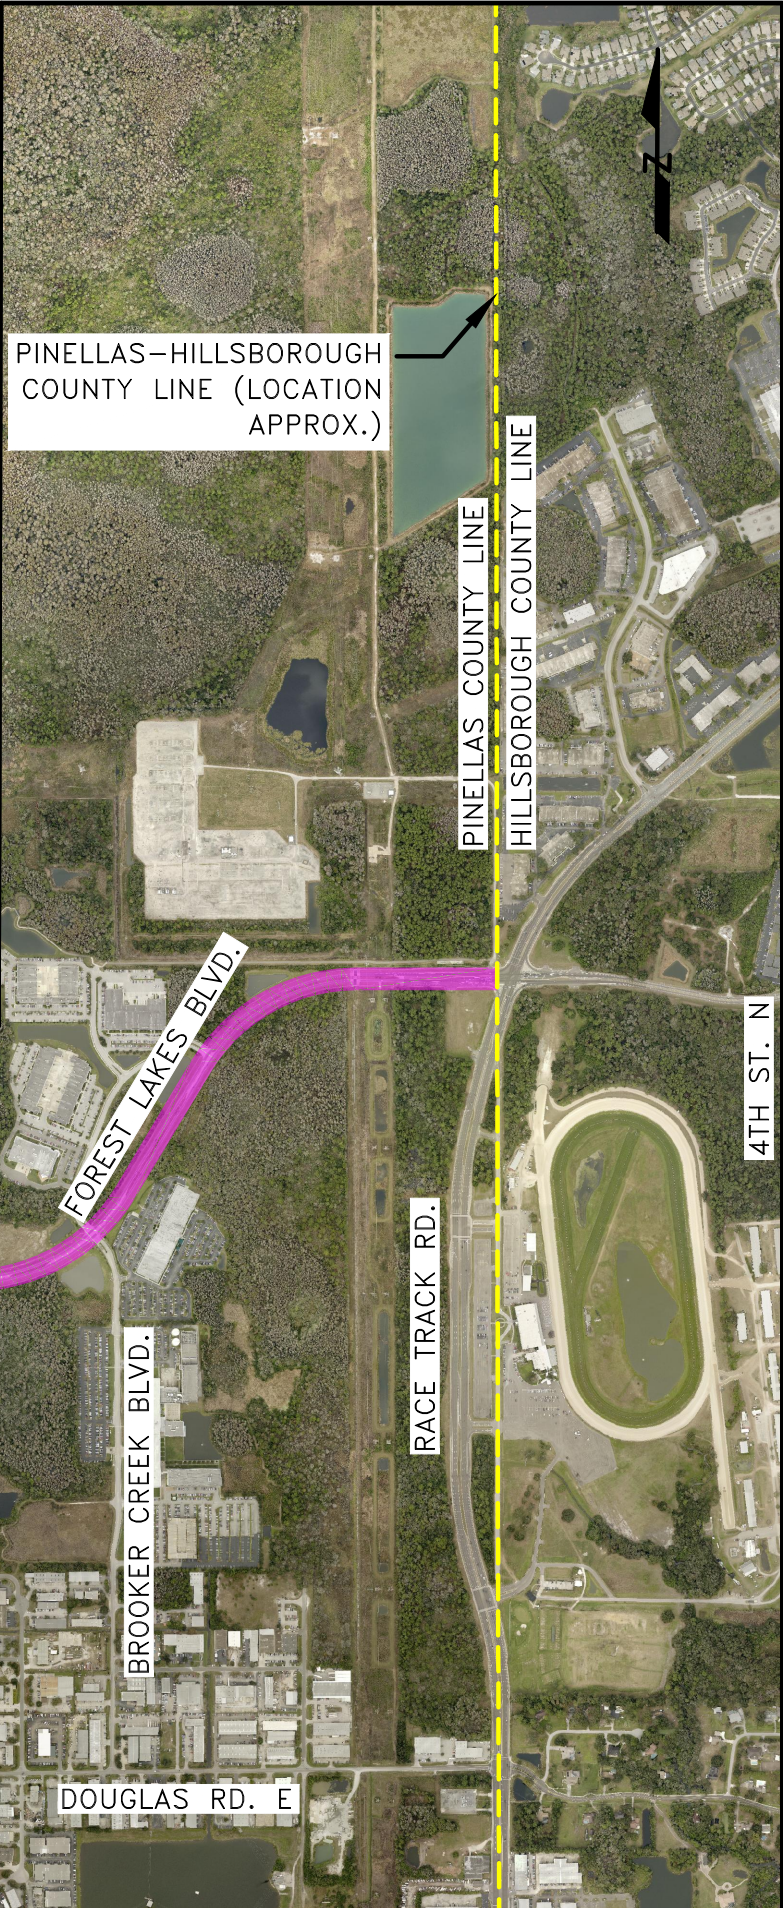 N
PINELLAS-HILLSBOROUGH
COUNTY LINE (LOCATION
APPROX.)
PINELLAS COUNTY LINE
HILLSBOROUGH COUNTY LINE
FOREST LAKES BLVD.
4TH ST. N
RACE TRACK RD.
BROOKER CREEK BLVD.
DOUGLAS RD. E